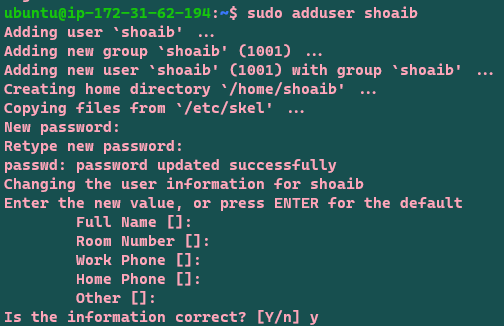 ubuntu@ip-172-31-62-194:~$ sudo adduser shoaib
Adding user `shoaib' ...
Adding new group `shoaib' (1001) ...
Adding new user `shoaib' (1001) with group `shoaib' ...
Creating home directory `/home/shoaib' ...
Copying files from `/etc/skel' ...
New password:
Retype new password:
passwd: password updated successfully
Changing the user information for shoaib
Enter the new value, or press ENTER for the default
Full Name []:
Room Number []:
Work Phone []:
Home Phone []:
Other []:
Is the information correct? [Y/n] y